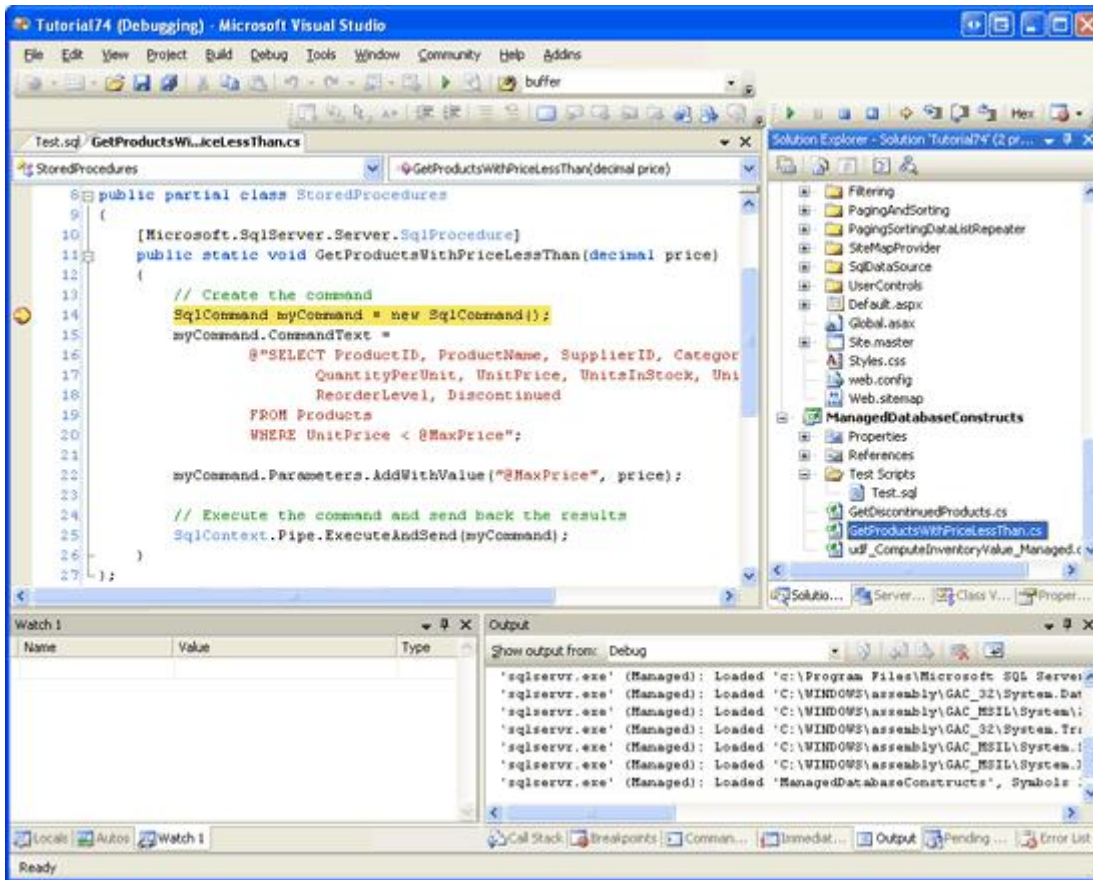 Tutorial74 (Debugging) - Microsoft Visual Studio
File Edit View Project Build Debug Tools Window Community Help Addins
buffer
Hex
Test.sql GetProductsWi...iceLessThan.cs
StoredProcedures GetProductsWithPriceLessThan(decimal price)
8 public partial class StoredProcedures
9 {
10 [Microsoft.SqlServer.Server.SqlProcedure]
11 public static void GetProductsWithPriceLessThan(decimal price)
12 {
13 // Create the command
14 SqlCommand myCommand = new SqlCommand();
15 myCommand.CommandText =
16 @"SELECT ProductID, ProductName, SupplierID, Categor
17 QuantityPerUnit, UnitPrice, UnitsInStock, Uni
18 ReorderLevel, Discontinued
19 FROM Products
20 WHERE UnitPrice < @MaxPrice";
21
22 myCommand.Parameters.AddWithValue("@MaxPrice", price);
23
24 // Execute the command and send back the results
25 SqlContext.Pipe.ExecuteAndSend(myCommand);
26 }
27 };
Solution Explorer - Solution 'Tutorial74' (2 pr...
Filtering
PagingAndSorting
PagingSortingDataListRepeater
SiteMapProvider
SqlDataSource
UserControls
Default.aspx
Global.asax
Site.master
Styles.css
web.config
Web.sitemap
ManagedDatabaseConstructs
Properties
References
Test Scripts
Test.sql
GetDiscontinuedProducts.cs
GetProductsWithPriceLessThan.cs
udf_ComputeInventoryValue_Managed.c
Solutio... Server... Class V... Proper...
Watch 1
Name Value Type
Locals Autos Watch 1
Output
Show output from: Debug
'sqlservr.exe' (Managed): Loaded 'c:\Program Files\Microsoft SQL Server
'sqlservr.exe' (Managed): Loaded 'C:\WINDOWS\assembly\GAC_32\System.Dat
'sqlservr.exe' (Managed): Loaded 'C:\WINDOWS\assembly\GAC_MSIL\System\
'sqlservr.exe' (Managed): Loaded 'C:\WINDOWS\assembly\GAC_32\System.Tr
'sqlservr.exe' (Managed): Loaded 'C:\WINDOWS\assembly\GAC_MSIL\System.
'sqlservr.exe' (Managed): Loaded 'C:\WINDOWS\assembly\GAC_MSIL\System.
'sqlservr.exe' (Managed): Loaded 'ManagedDatabaseConstructs', Symbols
Call Stack Breakpoints Comman... Immediat... Output Pending ... Error List
Ready